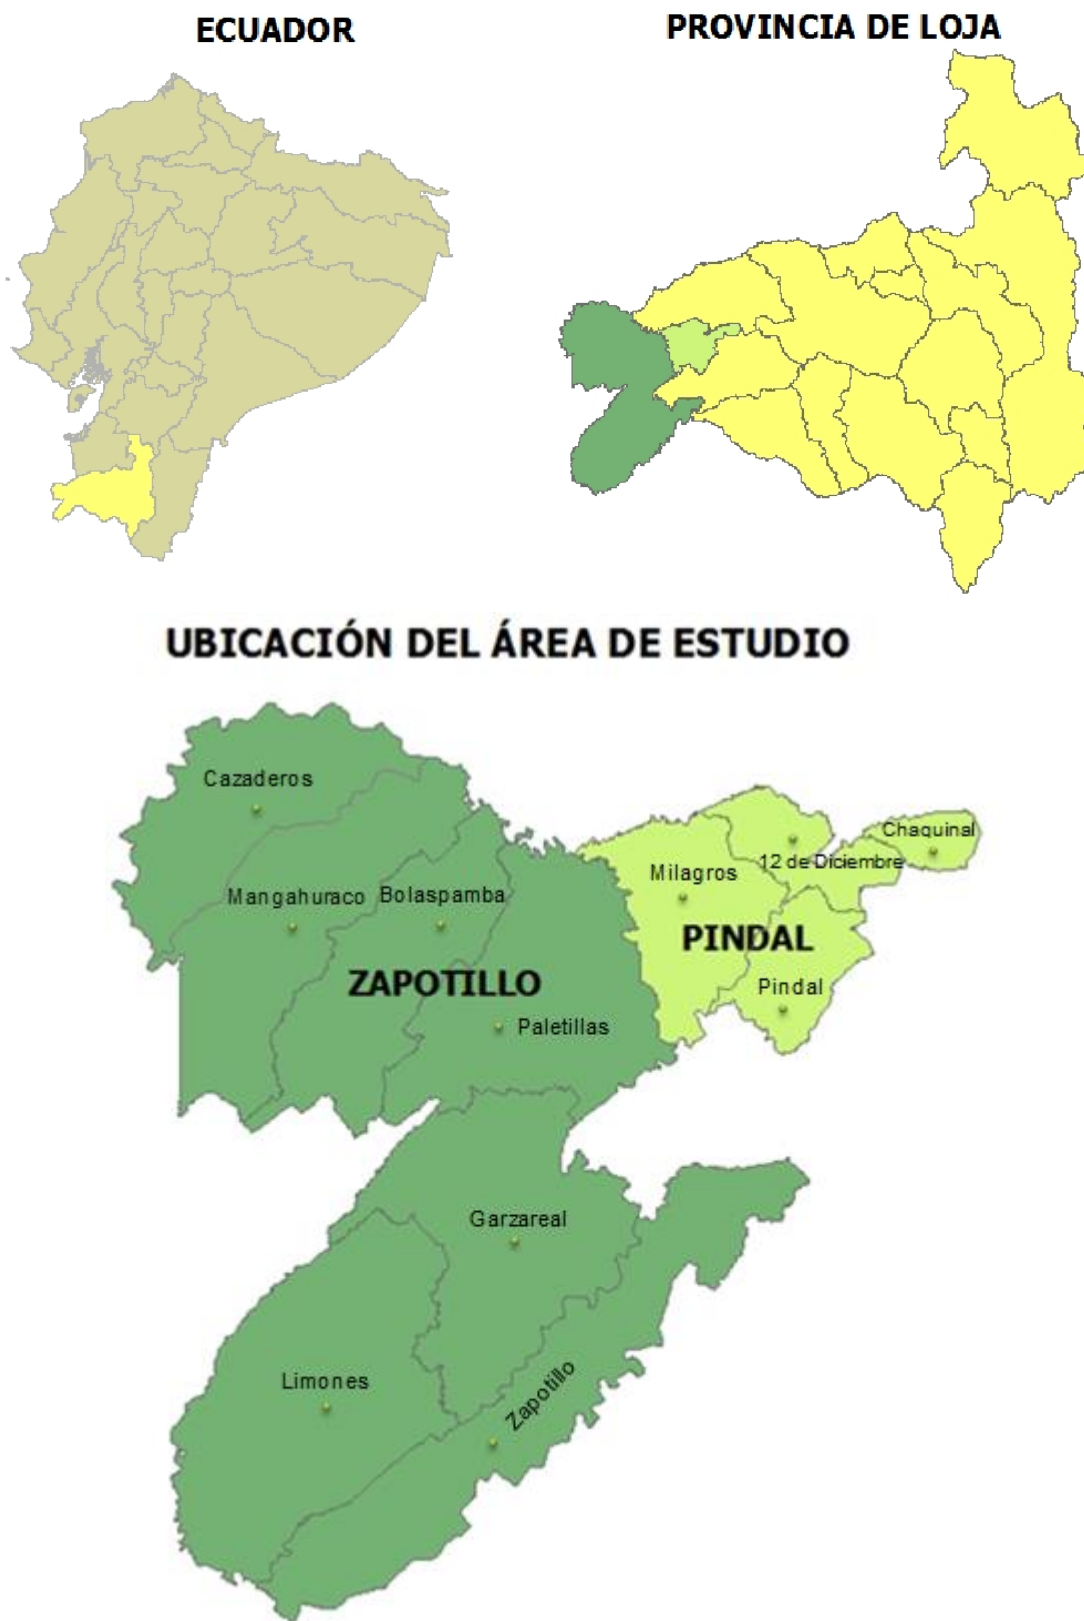 ECUADOR
PROVINCIA DE LOJA
UBICACIÓN DEL ÁREA DE ESTUDIO
Cazaderos
Chaquinal
12 de Diciembre
Milagros
Mangahuraco
Bolaspamba
PINDAL
ZAPOTILLO
Pindal
Paletillas
Garzareal
Limones
Zapotillo